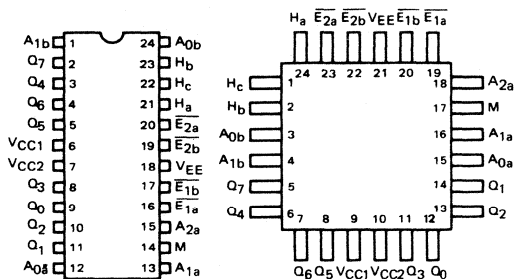 A1b 1 24 A0b
Q7 2 23 Hb
Q4 3 22 Hc
Q6 4 21 Ha
Q5 5 20 E2a
VCC1 6 19 E2b
VCC2 7 18 VEE
Q3 8 17 E1b
Q0 9 16 E1a
Q2 10 15 A2a
Q1 11 14 M
A0a 12 13 A1a
Ha E2a E2b VEE E1b E1a
24 23 22 21 20 19
Hc 1 18 A2a
Hb 2 17 M
A0b 3 16 A1a
A1b 4 15 A0a
Q7 5 14 Q1
Q4 6 13 Q2
7 8 9 10 11 12
Q6 Q5 VCC1 VCC2 Q3 Q0